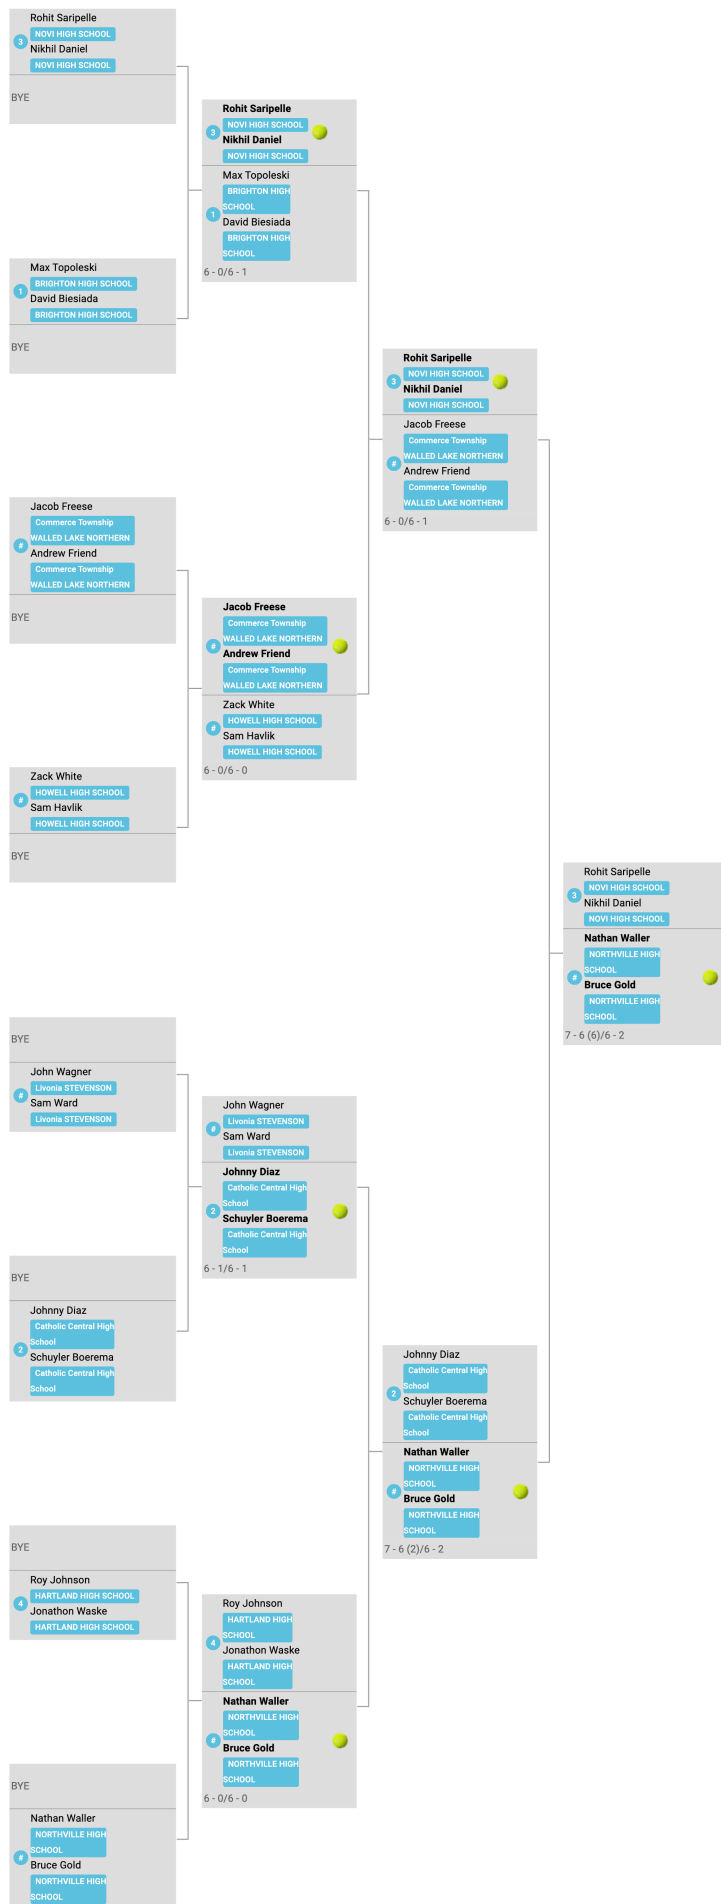 Rohit Saripelle
NOVI HIGH SCHOOL
3
Nikhil Daniel
NOVI HIGH SCHOOL
BYE
Max Topoleski
BRIGHTON HIGH SCHOOL
1
David Biesiada
BRIGHTON HIGH SCHOOL
BYE
Jacob Freese
Commerce Township
WALLED LAKE NORTHERN
#
Andrew Friend
Commerce Township
WALLED LAKE NORTHERN
BYE
Zack White
HOWELL HIGH SCHOOL
#
Sam Havlik
HOWELL HIGH SCHOOL
BYE
BYE
John Wagner
Livonia STEVENSON
#
Sam Ward
Livonia STEVENSON
BYE
Johnny Diaz
Catholic Central High
School
2
Schuyler Boerema
Catholic Central High
School
BYE
Roy Johnson
HARTLAND HIGH SCHOOL
4
Jonathon Waske
HARTLAND HIGH SCHOOL
BYE
Nathan Waller
NORTHVILLE HIGH
SCHOOL
#
Bruce Gold
NORTHVILLE HIGH
SCHOOL
Rohit Saripelle
NOVI HIGH SCHOOL
3
Nikhil Daniel
NOVI HIGH SCHOOL
Max Topoleski
BRIGHTON HIGH
SCHOOL
1
David Biesiada
BRIGHTON HIGH
SCHOOL
6 - 0/6 - 1
Jacob Freese
Commerce Township
WALLED LAKE NORTHERN
#
Andrew Friend
Commerce Township
WALLED LAKE NORTHERN
Zack White
HOWELL HIGH SCHOOL
#
Sam Havlik
HOWELL HIGH SCHOOL
6 - 0/6 - 0
John Wagner
Livonia STEVENSON
#
Sam Ward
Livonia STEVENSON
Johnny Diaz
Catholic Central High
School
2
Schuyler Boerema
Catholic Central High
School
6 - 1/6 - 1
Roy Johnson
HARTLAND HIGH
SCHOOL
4
Jonathon Waske
HARTLAND HIGH
SCHOOL
Nathan Waller
NORTHVILLE HIGH
SCHOOL
#
Bruce Gold
NORTHVILLE HIGH
SCHOOL
6 - 0/6 - 0
Rohit Saripelle
NOVI HIGH SCHOOL
3
Nikhil Daniel
NOVI HIGH SCHOOL
Jacob Freese
Commerce Township
WALLED LAKE NORTHERN
#
Andrew Friend
Commerce Township
WALLED LAKE NORTHERN
6 - 0/6 - 1
Johnny Diaz
Catholic Central High
School
2
Schuyler Boerema
Catholic Central High
School
Nathan Waller
NORTHVILLE HIGH
SCHOOL
#
Bruce Gold
NORTHVILLE HIGH
SCHOOL
7 - 6 (2)/6 - 2
Rohit Saripelle
NOVI HIGH SCHOOL
3
Nikhil Daniel
NOVI HIGH SCHOOL
Nathan Waller
NORTHVILLE HIGH
SCHOOL
#
Bruce Gold
NORTHVILLE HIGH
SCHOOL
7 - 6 (6)/6 - 2